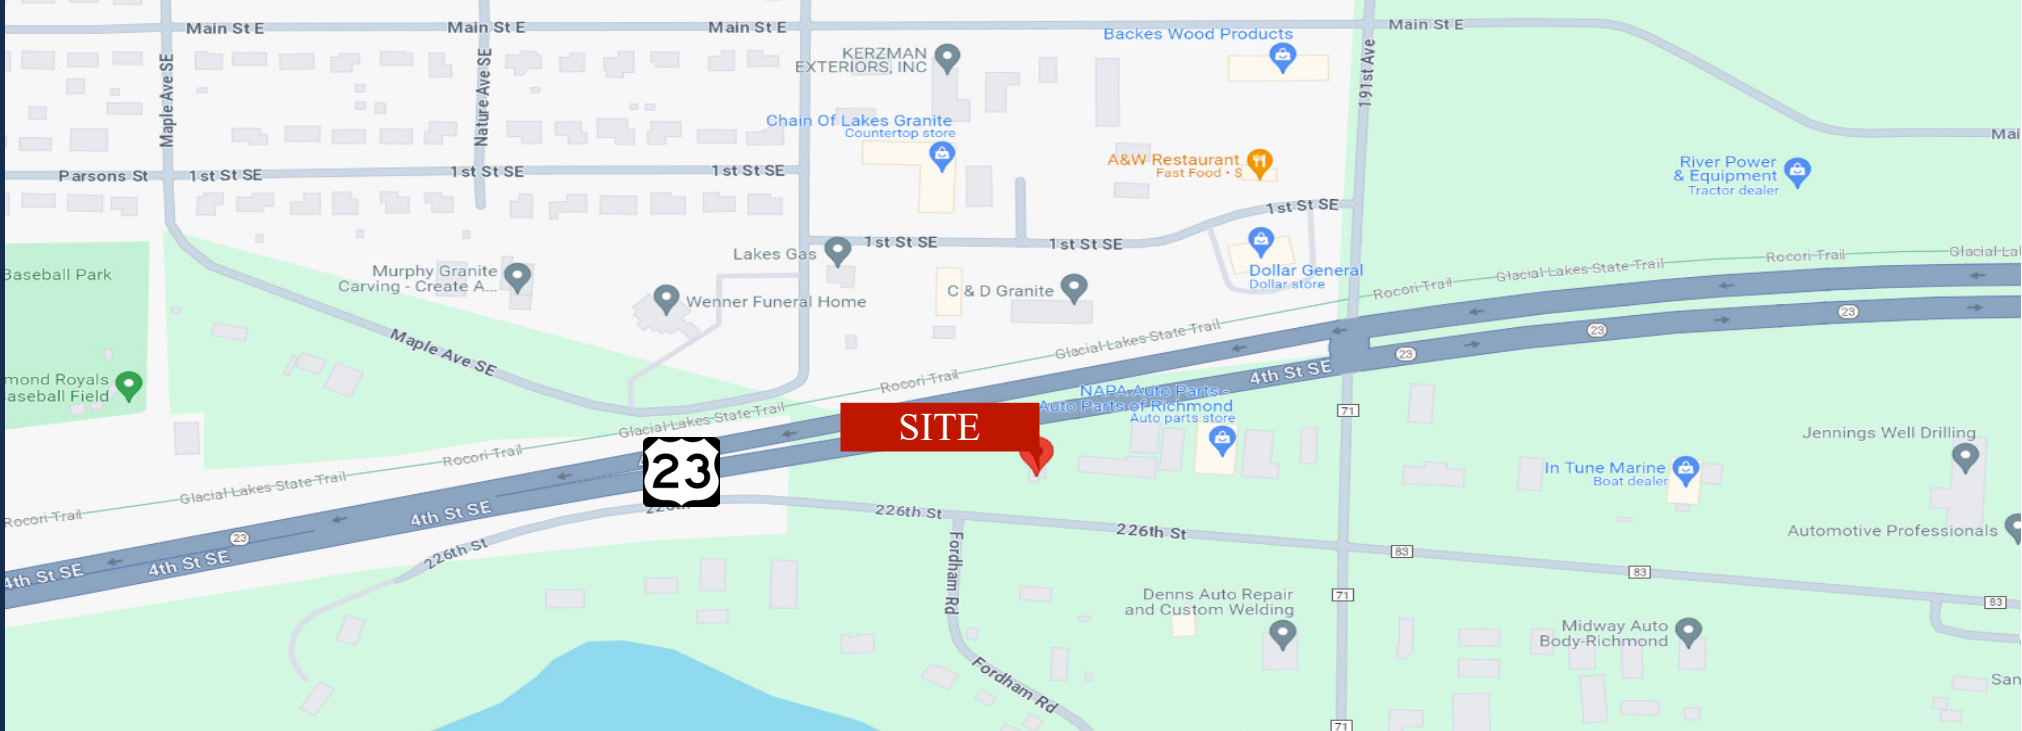 Main St E
Main St E
Main St E
Main St E
Backes Wood Products
KERZMAN
EXTERIORS, INC
Maple Ave SE
Nature Ave SE
191st Ave
Chain Of Lakes Granite
Countertop store
Mai
A&W Restaurant
Fast Food • $
River Power
& Equipment
Tractor dealer
Parsons St
1st St SE
1st St SE
1st St SE
1st St SE
1st St SE
1st St SE
Baseball Park
Murphy Granite
Carving - Create A...
Lakes Gas
Wenner Funeral Home
C & D Granite
Dollar General
Dollar store
Rocori Trail
Glacial Lakes State Trail
Rocori Trail
Glacial Lal
23
23
23
Maple Ave SE
Glacial Lakes State Trail
Rocori Trail
4th St SE
mond Royals
aseball Field
NAPA Auto Parts -
Auto Parts of Richmond
Auto parts store
71
SITE
Glacial Lakes State Trail
Rocori Trail
Glacial Lakes State Trail
Rocori Trail
23
Jennings Well Drilling
In Tune Marine
Boat dealer
Automotive Professionals
4th St SE
23
4th St SE
4th St SE
226th St
226th
226th St
226th St
Fordham Rd
83
83
83
71
Denns Auto Repair
and Custom Welding
Midway Auto
Body-Richmond
Fordham Rd
San
71